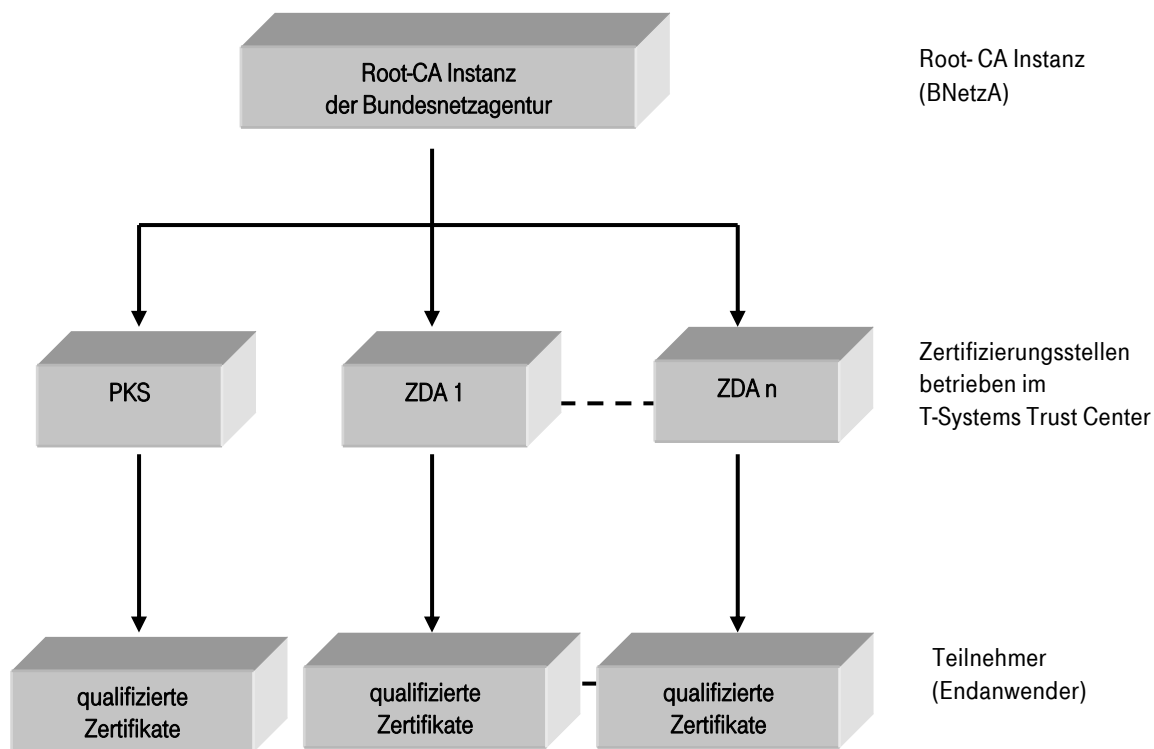 Root-CA Instanz
der Bundesnetzagentur
Root- CA Instanz
(BNetzA)
PKS
ZDA 1
ZDA n
Zertifizierungsstellen
betrieben im
T-Systems Trust Center
qualifizierte
Zertifikate
qualifizierte
Zertifikate
qualifizierte
Zertifikate
Teilnehmer
(Endanwender)